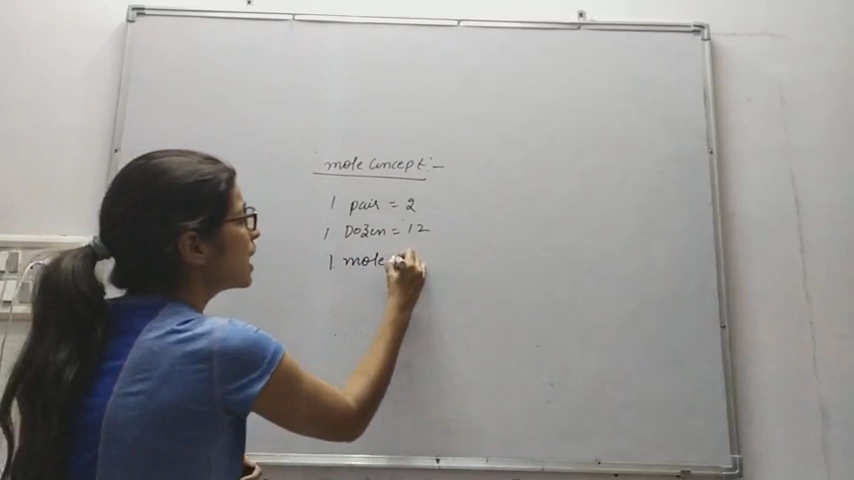 mole concept:-
1 pair = 2
1 Dozen = 12
1 mole